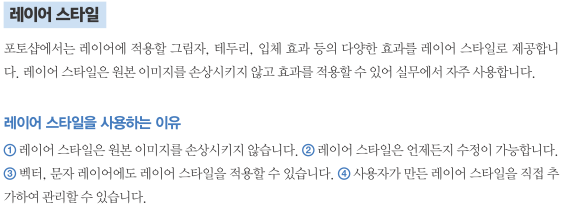 레이어 스타일
포토샵에서는 레이어에 적용할 그림자, 테두리, 입체 효과 등의 다양한 효과를 레이어 스타일로 제공합니
다. 레이어 스타일은 원본 이미지를 손상시키지 않고 효과를 적용할 수 있어 실무에서 자주 사용합니다.
레이어 스타일을 사용하는 이유
① 레이어 스타일은 원본 이미지를 손상시키지 않습니다. ② 레이어 스타일은 언제든지 수정이 가능합니다.
③ 벡터, 문자 레이어에도 레이어 스타일을 적용할 수 있습니다. ④ 사용자가 만든 레이어 스타일을 직접 추
가하여 관리할 수 있습니다.